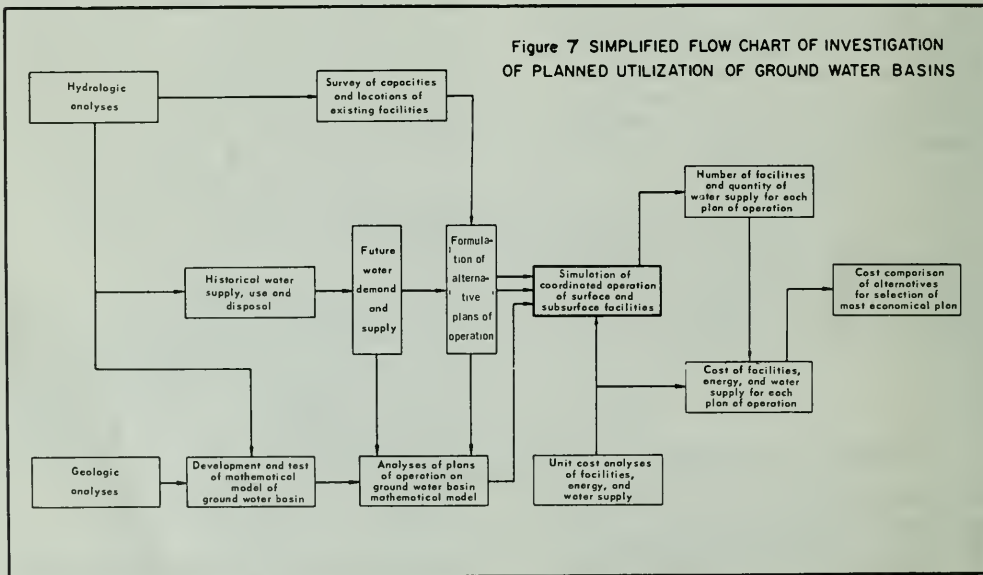 Figure 7 SIMPLIFIED FLOW CHART OF INVESTIGATION
OF PLANNED UTILIZATION OF GROUND WATER BASINS
Hydrologic
analyses
Survey of capacities
and locations of
existing facilities
Number of facilities
and quantity of
water supply for each
plan of operation
Historical water
supply, use and
disposal
Future
water
demand
and
supply
Formula-
tion of
alterna-
tive
plans of
operation
Simulation of
coordinated operation
of surface and
subsurface facilities
Cost comparison
of alternatives
for selection of
most economical plan
Cost of facilities,
energy, and water
supply for each
plan of operation
Geologic
analyses
Development and test
of mathematical
model of
ground water basin
Analyses of plans
of operation on
ground water basin
mathematical model
Unit cost analyses
of facilities,
energy, and
water supply